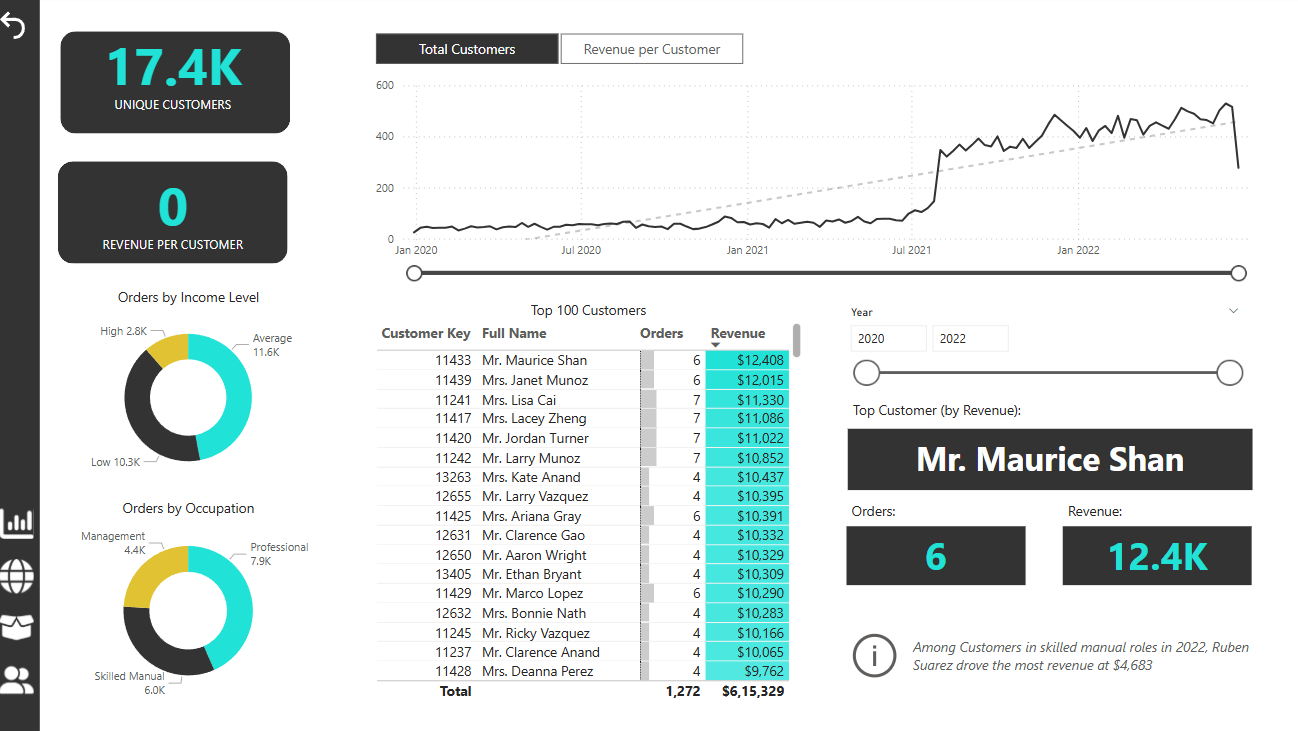 17.4K
UNIQUE CUSTOMERS
0
REVENUE PER CUSTOMER
Orders by Income Level
High 2.8K
Average
11.6K
Low 10.3K
Orders by Occupation
Management
4.4K
Professional
7.9K
Skilled Manual
6.0K
Total Customers
Revenue per Customer
600
400
200
0
Jan 2020 Jul 2020 Jan 2021 Jul 2021 Jan 2022
Top 100 Customers
Customer Key Full Name Orders Revenue
11433 Mr. Maurice Shan 6 $12,408
11439 Mrs. Janet Munoz 6 $12,015
11241 Mrs. Lisa Cai 7 $11,330
11417 Mrs. Lacey Zheng 7 $11,086
11420 Mr. Jordan Turner 7 $11,022
11242 Mr. Larry Munoz 7 $10,852
13263 Mrs. Kate Anand 4 $10,437
12655 Mr. Larry Vazquez 4 $10,395
11425 Mrs. Ariana Gray 6 $10,391
12631 Mr. Clarence Gao 4 $10,332
12650 Mr. Aaron Wright 4 $10,329
13405 Mr. Ethan Bryant 4 $10,309
11429 Mr. Marco Lopez 6 $10,290
12632 Mrs. Bonnie Nath 4 $10,283
11245 Mr. Ricky Vazquez 4 $10,166
11237 Mr. Clarence Anand 4 $10,065
11428 Mrs. Deanna Perez 4 $9,762
Total 1,272 $6,15,329
Year
2020 2022
Top Customer (by Revenue):
Mr. Maurice Shan
Orders: Revenue:
6 12.4K
Among Customers in skilled manual roles in 2022, Ruben
Suarez drove the most revenue at $4,683